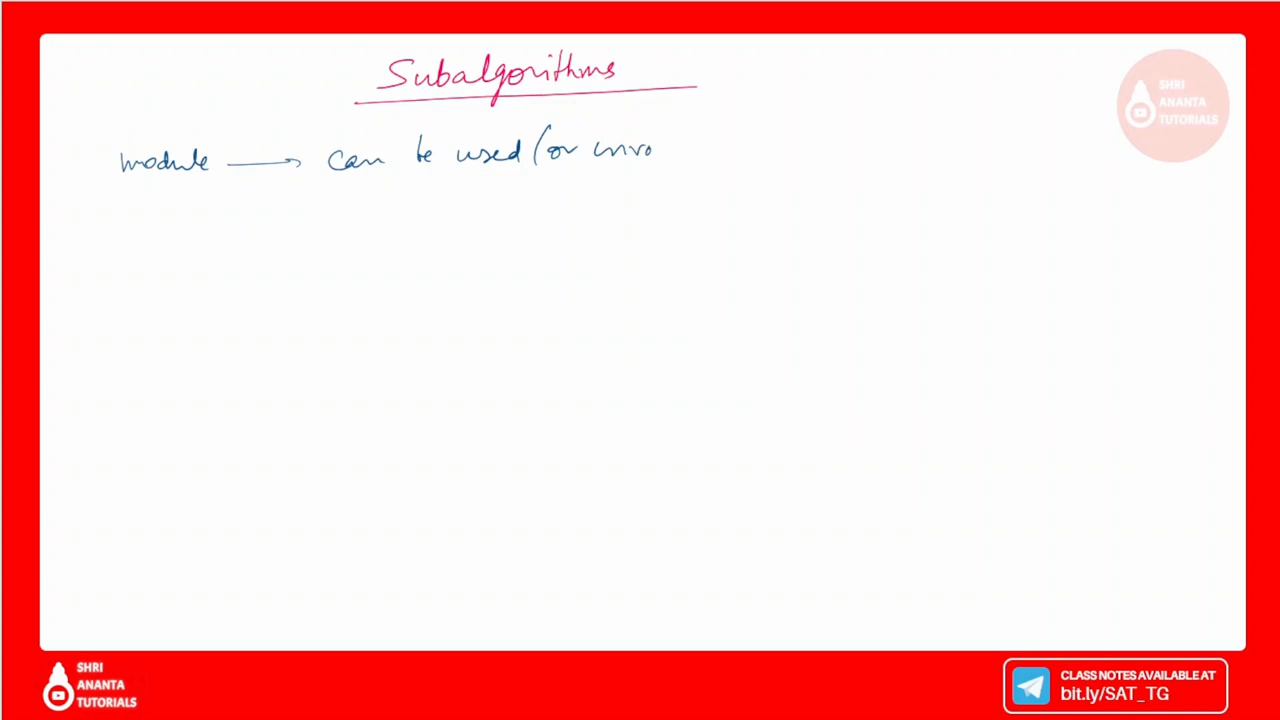 Subalgorithms
module → can be used (or invo
SHRI
ANANTA
TUTORIALS
SHRI
ANANTA
TUTORIALS
CLASS NOTES AVAILABLE AT
bit.ly/SAT_TG